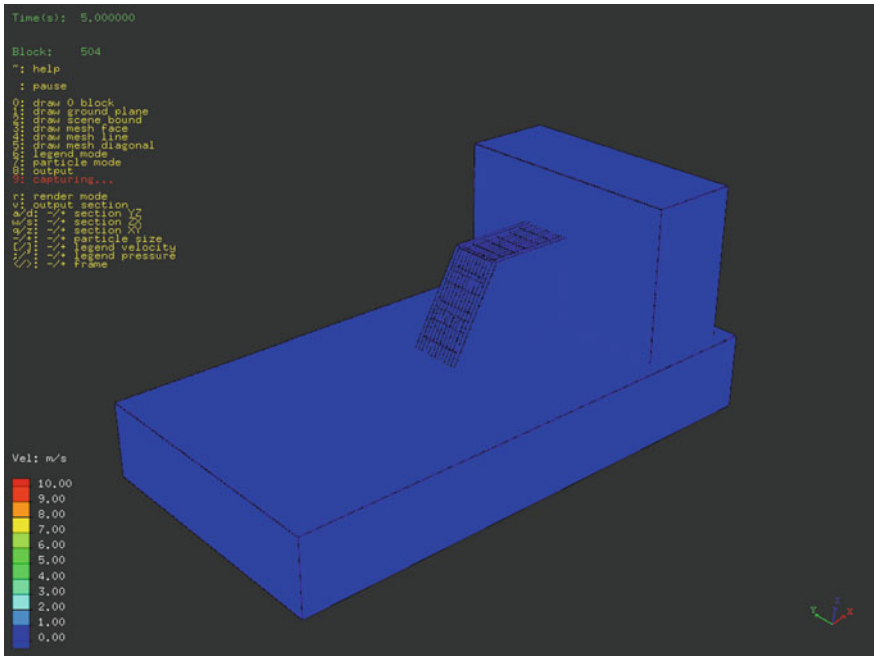 Time(s): 5.000000
Block: 504
~: help
: pause
0: draw 0 block
1: draw ground plane
2: draw scene_bound
3: draw mesh face
4: draw mesh line
5: draw mesh diagonal
6: legend mode
7: particle mode
8: output
9: capturing...
r: render mode
v: output section
a/d: -/+ section YZ
w/s: -/+ section ZX
q/z: -/+ section XY
-/+: -/+ particle size
[/]: -/+ legend velocity
;/': -/+ legend pressure
</>: -/+ frame
Vel: m/s
10.00
9.00
8.00
7.00
6.00
5.00
4.00
3.00
2.00
1.00
0.00
Z
Y
X